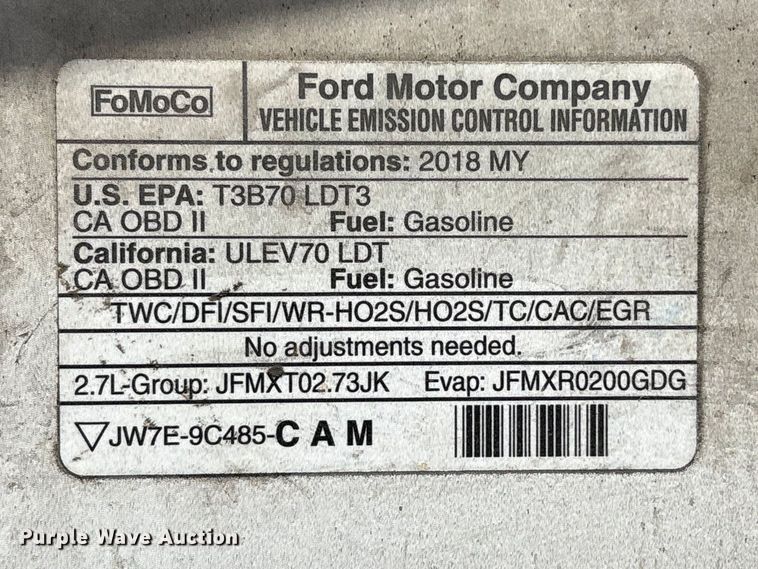 FoMoCo
Ford Motor Company
VEHICLE EMISSION CONTROL INFORMATION
Conforms to regulations: 2018 MY
U.S. EPA: T3B70 LDT3
CA OBD II Fuel: Gasoline
California: ULEV70 LDT
CA OBD II Fuel: Gasoline
TWC/DFI/SFI/WR-HO2S/HO2S/TC/CAC/EGR
No adjustments needed.
2.7L-Group: JFMXT02.73JK Evap: JFMXR0200GDG
▽JW7E-9C485-C A M
Purple Wave Auction